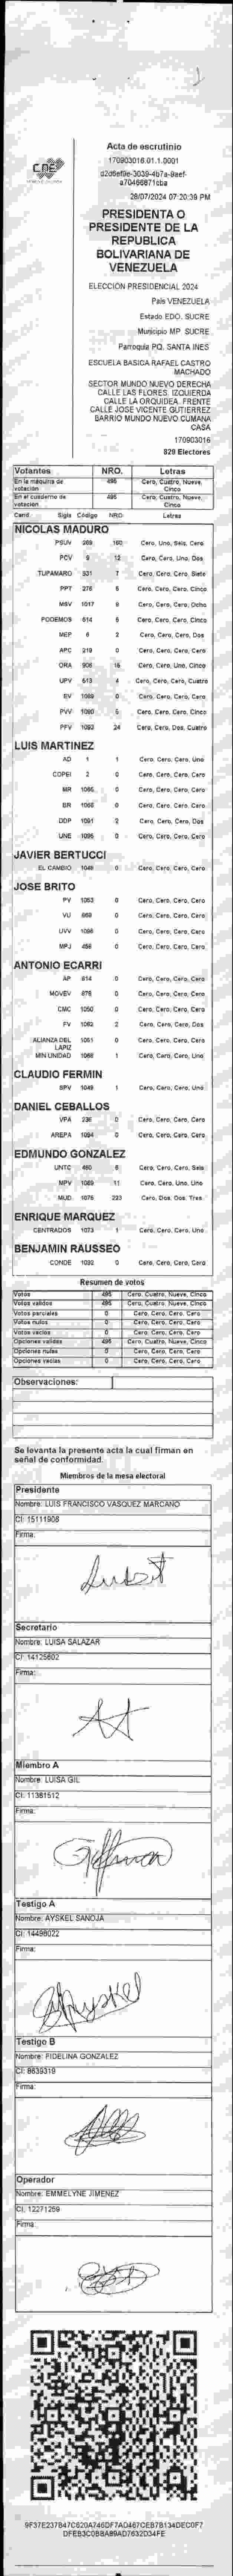 Acta de escrutinio
170903016.01.1.0001
28/07/2024 07:20:39 PM
CNE
PRESIDENTA O
PRESIDENTE DE LA
REPUBLICA
BOLIVARIANA DE
VENEZUELA
ELECCIÓN PRESIDENCIAL 2024
País VENEZUELA
Estado EDO. SUCRE
Municipio MP. SUCRE
Parroquia PQ. SANTA INES
ESCUELA BASICA RAFAEL CASTRO
MACHADO
SECTOR MUNDO NUEVO DERECHA
CALLE LAS FLORES. IZQUIERDA
CALLE LA ORQUIDEA. FRENTE
CALLE JOSE VICENTE GUTIERREZ
BARRIO MUNDO NUEVO CUMANA
CASA
170903016
829 Electores
Votantes NRO. Letras
En la máquina de votación 495 Cero, Cuatro, Nueve, Cinco
En el cuaderno de votación 495 Cero, Cuatro, Nueve, Cinco
Cand. Sigla Código NRO. Letras
NICOLAS MADURO
PSUV 269 160 Cero, Uno, Seis, Cero
PCV 9 12 Cero, Cero, Uno, Dos
TUPAMARO 331 7 Cero, Cero, Cero, Siete
PPT 276 5 Cero, Cero, Cero, Cinco
MSV 1017 8 Cero, Cero, Cero, Ocho
PODEMOS 614 5 Cero, Cero, Cero, Cinco
MEP 6 2 Cero, Cero, Cero, Dos
APC 219 0 Cero, Cero, Cero, Cero
ORA 906 15 Cero, Cero, Uno, Cinco
UPV 613 4 Cero, Cero, Cero, Cuatro
EV 1089 0 Cero, Cero, Cero, Cero
PVV 1090 5 Cero, Cero, Cero, Cinco
PFV 1092 24 Cero, Cero, Dos, Cuatro
LUIS MARTINEZ
AD 1 1 Cero, Cero, Cero, Uno
COPEI 2 0 Cero, Cero, Cero, Cero
MR 1066 0 Cero, Cero, Cero, Cero
BR 1068 0 Cero, Cero, Cero, Cero
DDP 1091 2 Cero, Cero, Cero, Dos
UNE 1096 0 Cero, Cero, Cero, Cero
JAVIER BERTUCCI
EL CAMBIO 1048 0 Cero, Cero, Cero, Cero
JOSE BRITO
PV 1053 0 Cero, Cero, Cero, Cero
VU 869 0 Cero, Cero, Cero, Cero
UVV 1098 0 Cero, Cero, Cero, Cero
MPJ 456 0 Cero, Cero, Cero, Cero
ANTONIO ECARRI
AP 814 0 Cero, Cero, Cero, Cero
MOVEV 876 0 Cero, Cero, Cero, Cero
CMC 1050 0 Cero, Cero, Cero, Cero
FV 1062 2 Cero, Cero, Cero, Dos
ALIANZA DEL LAPIZ 1051 0 Cero, Cero, Cero, Cero
MIN UNIDAD 1088 1 Cero, Cero, Cero, Uno
CLAUDIO FERMIN
SPV 1049 1 Cero, Cero, Cero, Uno
DANIEL CEBALLOS
VPA 236 0 Cero, Cero, Cero, Cero
AREPA 1094 0 Cero, Cero, Cero, Cero
EDMUNDO GONZALEZ
UNTC 460 6 Cero, Cero, Cero, Seis
MPV 1069 11 Cero, Cero, Uno, Uno
MUD 1076 223 Cero, Dos, Dos, Tres
ENRIQUE MARQUEZ
CENTRADOS 1073 1 Cero, Cero, Cero, Uno
BENJAMIN RAUSSEO
CONDE 1092 0 Cero, Cero, Cero, Cero
Resumen de votos
Votos 495 Cero, Cuatro, Nueve, Cinco
Votos validos 495 Cero, Cuatro, Nueve, Cinco
Votos parciales 0 Cero, Cero, Cero, Cero
Votos nulos 0 Cero, Cero, Cero, Cero
Votos vacios 0 Cero, Cero, Cero, Cero
Opciones validas 495 Cero, Cuatro, Nueve, Cinco
Opciones nulas 0 Cero, Cero, Cero, Cero
Opciones vacias 0 Cero, Cero, Cero, Cero
Observaciones:
Se levanta la presente acta la cual firman en
señal de conformidad.
Miembros de la mesa electoral
Presidente
Nombre: LUIS FRANCISCO VASQUEZ MARCANO
CI: 15111908
Firma:
Secretario
Nombre: LUISA SALAZAR
CI: 14125602
Firma:
Miembro A
Nombre: LUISA GIL
CI: 11381512
Firma:
Testigo A
Nombre: AYSKEL SANOJA
CI: 14498022
Firma:
Ayskel
Testigo B
Nombre: FIDELINA GONZALEZ
CI: 8639319
Firma:
Operador
Nombre: EMMELYNE JIMENEZ
CI: 12271259
Firma: